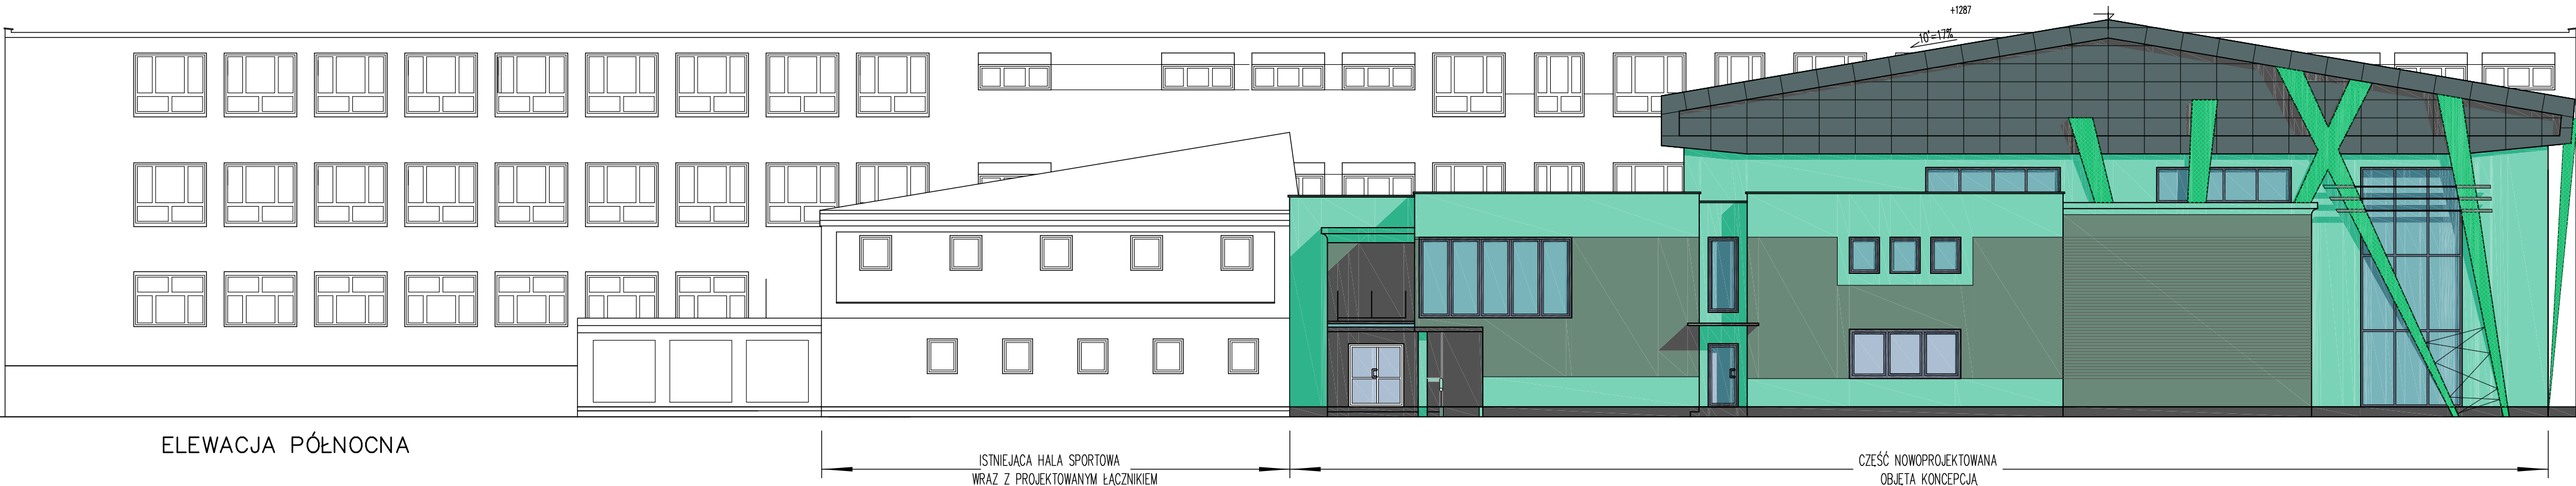 +1287
10°=17%
ELEWACJA PÓŁNOCNA
ISTNIEJĄCA HALA SPORTOWA
WRAZ Z PROJEKTOWANYM ŁĄCZNIKIEM
CZĘŚĆ NOWOPROJEKTOWANA
OBJĘTA KONCEPCJĄ